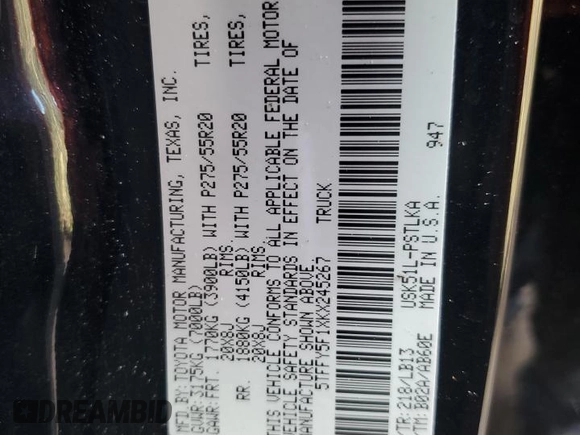 MFD BY: TOYOTA MOTOR MANUFACTURING, TEXAS, INC.
GVWR: 3175KG (7000LB)
GAWR: FRT. 1770KG (3900LB) WITH P275/55R20 TIRES,
20X8J RIMS.
RR. 1880KG (4150LB) WITH P275/55R20 TIRES,
20X8J RIMS.
THIS VEHICLE CONFORMS TO ALL APPLICABLE FEDERAL MOTOR
VEHICLE SAFETY STANDARDS IN EFFECT ON THE DATE OF
MANUFACTURE SHOWN ABOVE.
5TFFY5F1XKX245267 TRUCK
/TR: 218/LB13 USK51L-PSTLKA
/TM: B02A/AB60E MADE IN U.S.A. 947
DREAMBID